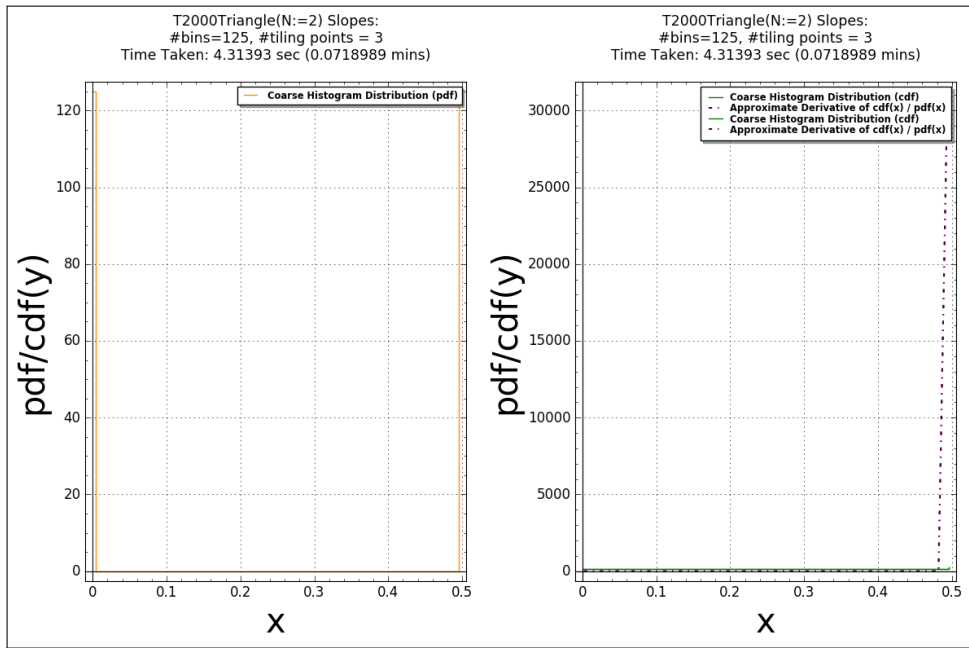 T2000Triangle(N:=2) Slopes:
#bins=125, #tiling points = 3
Time Taken: 4.31393 sec (0.0718989 mins)
Coarse Histogram Distribution (pdf)
120
100
80
60
40
20
0
pdf/cdf(y)
0 0.1 0.2 0.3 0.4 0.5
x
T2000Triangle(N:=2) Slopes:
#bins=125, #tiling points = 3
Time Taken: 4.31393 sec (0.0718989 mins)
Coarse Histogram Distribution (cdf)
Approximate Derivative of cdf(x) / pdf(x)
Coarse Histogram Distribution (cdf)
Approximate Derivative of cdf(x) / pdf(x)
30000
25000
20000
15000
10000
5000
0
pdf/cdf(y)
0 0.1 0.2 0.3 0.4 0.5
x